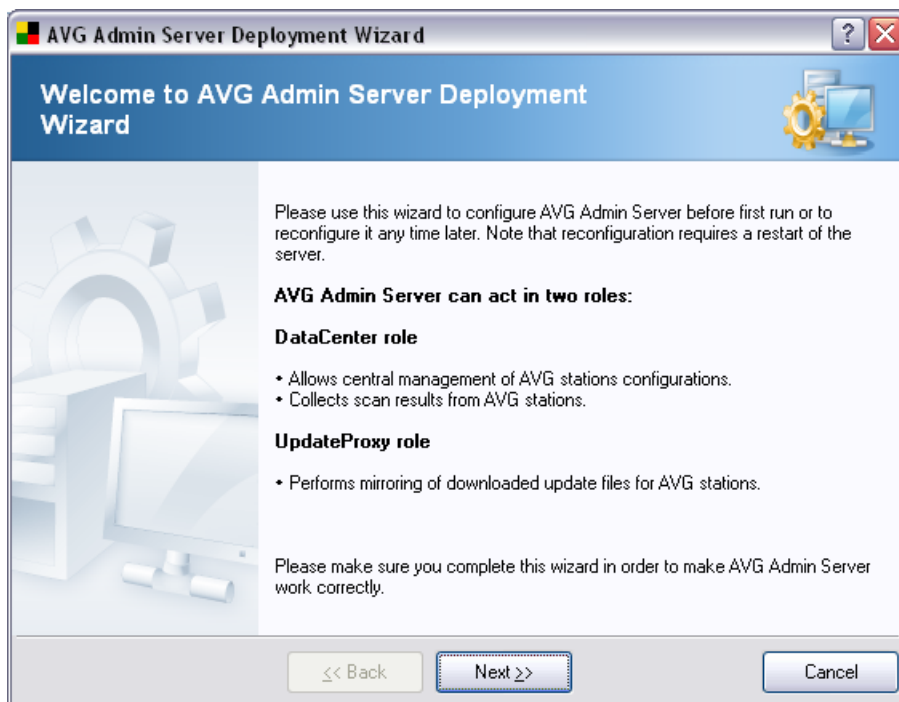 AVG Admin Server Deployment Wizard
?
Welcome to AVG Admin Server Deployment
Wizard
Please use this wizard to configure AVG Admin Server before first run or to
reconfigure it any time later. Note that reconfiguration requires a restart of the
server.
AVG Admin Server can act in two roles:
DataCenter role
• Allows central management of AVG stations configurations.
• Collects scan results from AVG stations.
UpdateProxy role
• Performs mirroring of downloaded update files for AVG stations.
Please make sure you complete this wizard in order to make AVG Admin Server
work correctly.
<< Back
Next >>
Cancel